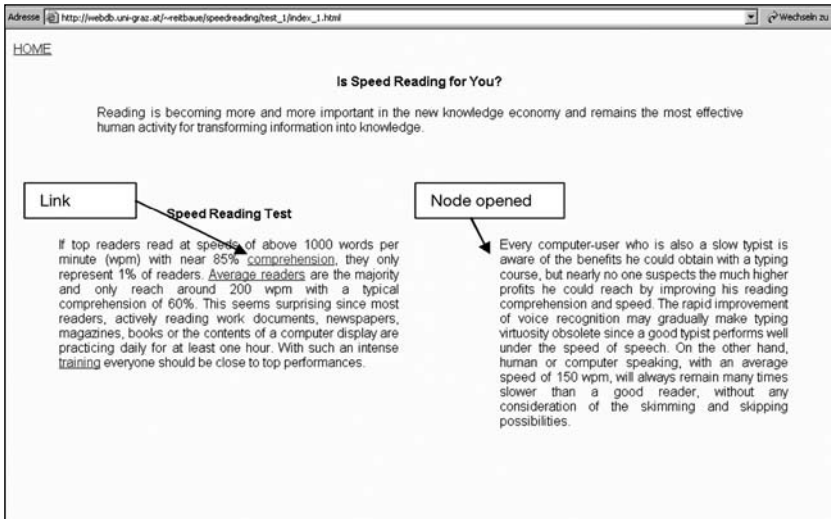 Adresse http://webdb.uni-graz.at/~reitbaue/speedreading/test_1/index_1.html Wechseln zu
HOME
Is Speed Reading for You?
Reading is becoming more and more important in the new knowledge economy and remains the most effective
human activity for transforming information into knowledge.
Link
Speed Reading Test
If top readers read at speeds of above 1000 words per
minute (wpm) with near 85% comprehension, they only
represent 1% of readers. Average readers are the majority
and only reach around 200 wpm with a typical
comprehension of 60%. This seems surprising since most
readers, actively reading work documents, newspapers,
magazines, books or the contents of a computer display are
practicing daily for at least one hour. With such an intense
training everyone should be close to top performances.
Node opened
Every computer-user who is also a slow typist is
aware of the benefits he could obtain with a typing
course, but nearly no one suspects the much higher
profits he could reach by improving his reading
comprehension and speed. The rapid improvement
of voice recognition may gradually make typing
virtuosity obsolete since a good typist performs well
under the speed of speech. On the other hand,
human or computer speaking, with an average
speed of 150 wpm, will always remain many times
slower than a good reader, without any
consideration of the skimming and skipping
possibilities.